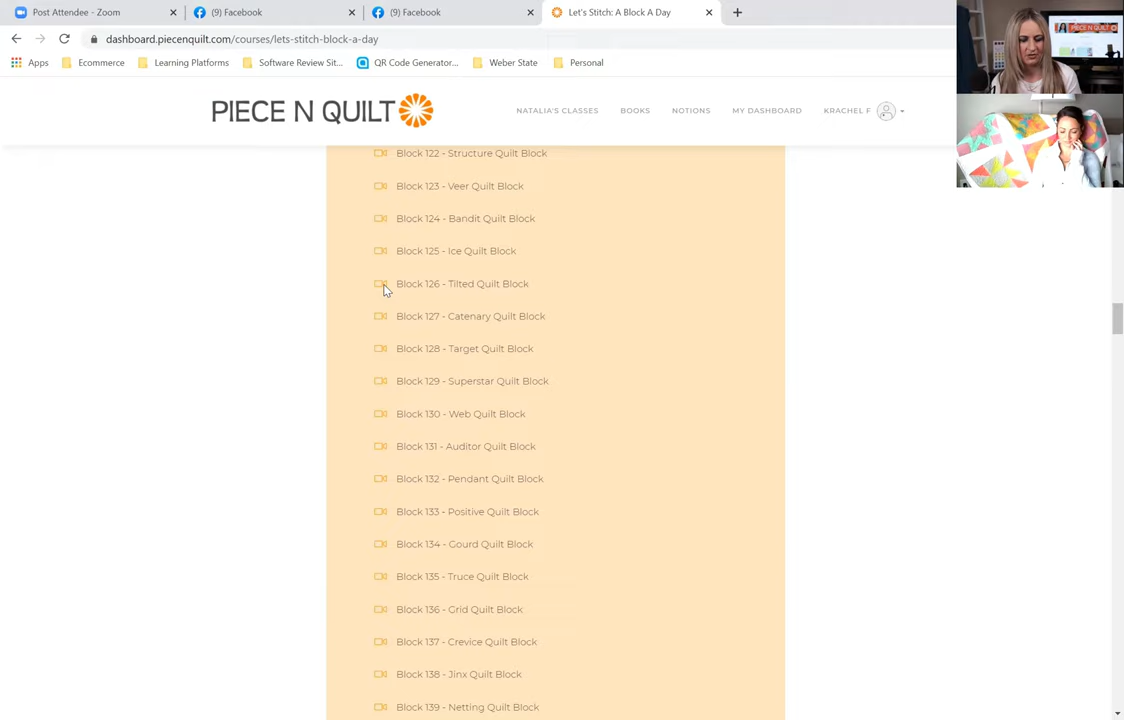 Post Attendee - Zoom
(9) Facebook
(9) Facebook
Let's Stitch: A Block A Day
dashboard.piecenquilt.com/courses/lets-stitch-block-a-day
Apps
Ecommerce
Learning Platforms
Software Review Sit...
QR Code Generator...
Weber State
Personal
PIECE N QUILT
NATALIA'S CLASSES
BOOKS
NOTIONS
MY DASHBOARD
KRACHEL F
Block 122 - Structure Quilt Block
Block 123 - Veer Quilt Block
Block 124 - Bandit Quilt Block
Block 125 - Ice Quilt Block
Block 126 - Tilted Quilt Block
Block 127 - Catenary Quilt Block
Block 128 - Target Quilt Block
Block 129 - Superstar Quilt Block
Block 130 - Web Quilt Block
Block 131 - Auditor Quilt Block
Block 132 - Pendant Quilt Block
Block 133 - Positive Quilt Block
Block 134 - Gourd Quilt Block
Block 135 - Truce Quilt Block
Block 136 - Grid Quilt Block
Block 137 - Crevice Quilt Block
Block 138 - Jinx Quilt Block
Block 139 - Netting Quilt Block